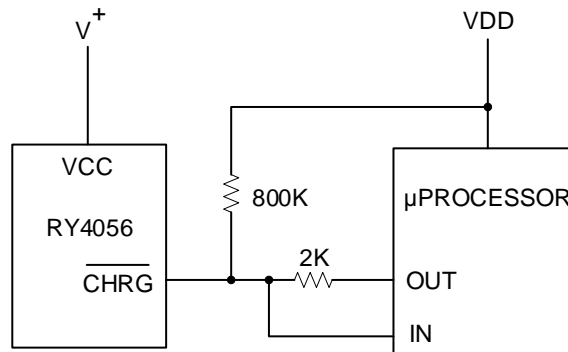 V+
VDD
VCC
RY4056
CHRG
800K
2K
µPROCESSOR
OUT
IN